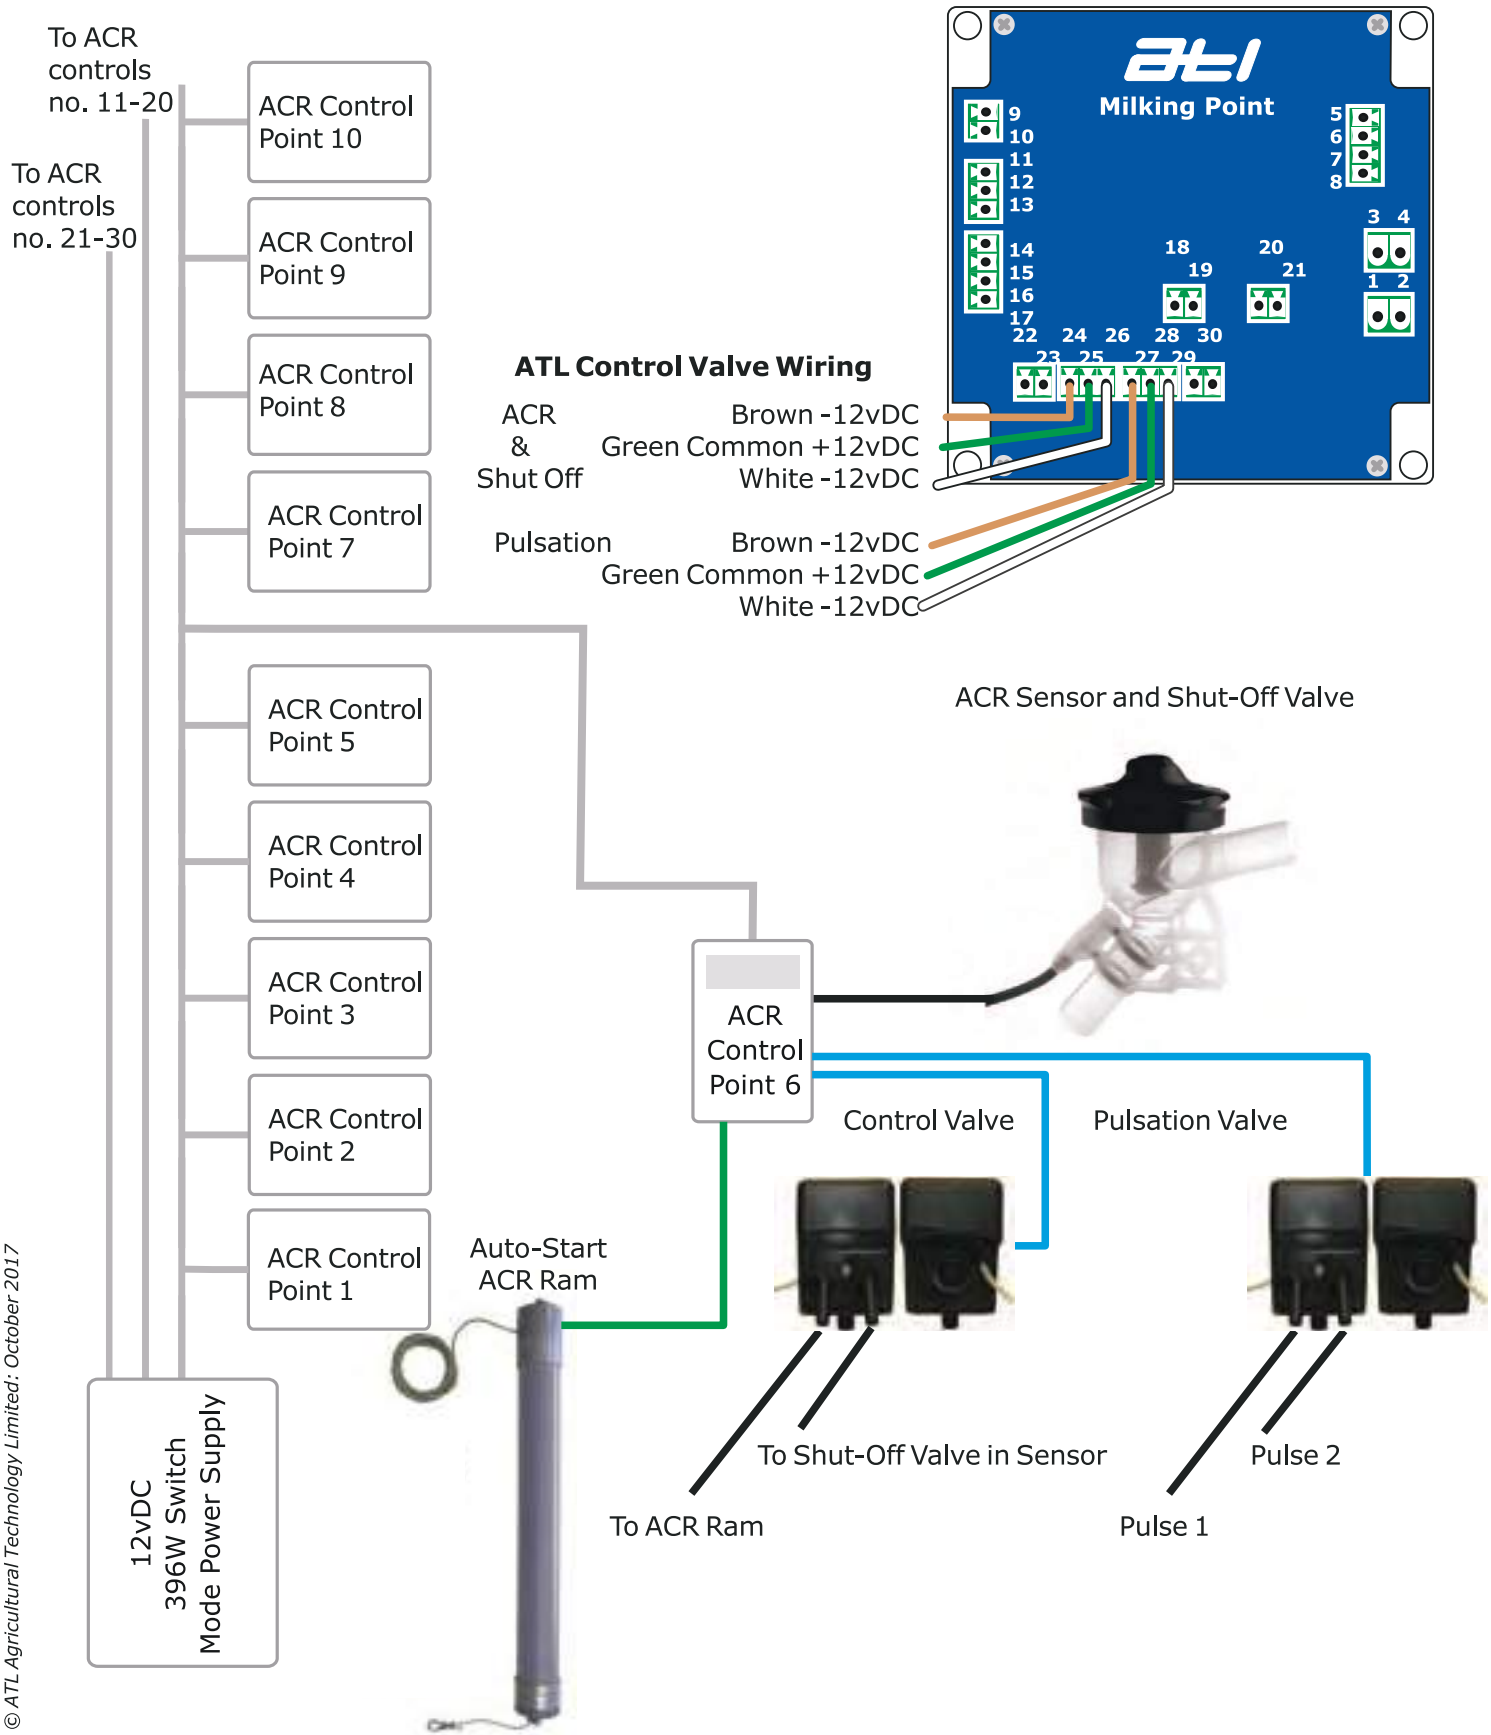 To ACR
controls
no. 11-20
To ACR
controls
no. 21-30
ACR Control
Point 10
ACR Control
Point 9
ACR Control
Point 8
ACR Control
Point 7
ACR Control
Point 5
ACR Control
Point 4
ACR Control
Point 3
ACR Control
Point 2
ACR Control
Point 1
12vDC
396W Switch
Mode Power Supply
© ATL Agricultural Technology Limited: October 2017
atl
Milking Point
9
10
11
12
13
14
15
16
17
5
6
7
8
3 4
1 2
18
19
20
21
22 24 26 28 30
23 25 27 29
ATL Control Valve Wiring
ACR
&
Shut Off
Brown -12vDC
Green Common +12vDC
White -12vDC
Pulsation
Brown -12vDC
Green Common +12vDC
White -12vDC
ACR Sensor and Shut-Off Valve
ACR
Control
Point 6
Control Valve
Pulsation Valve
Auto-Start
ACR Ram
To Shut-Off Valve in Sensor
To ACR Ram
Pulse 2
Pulse 1